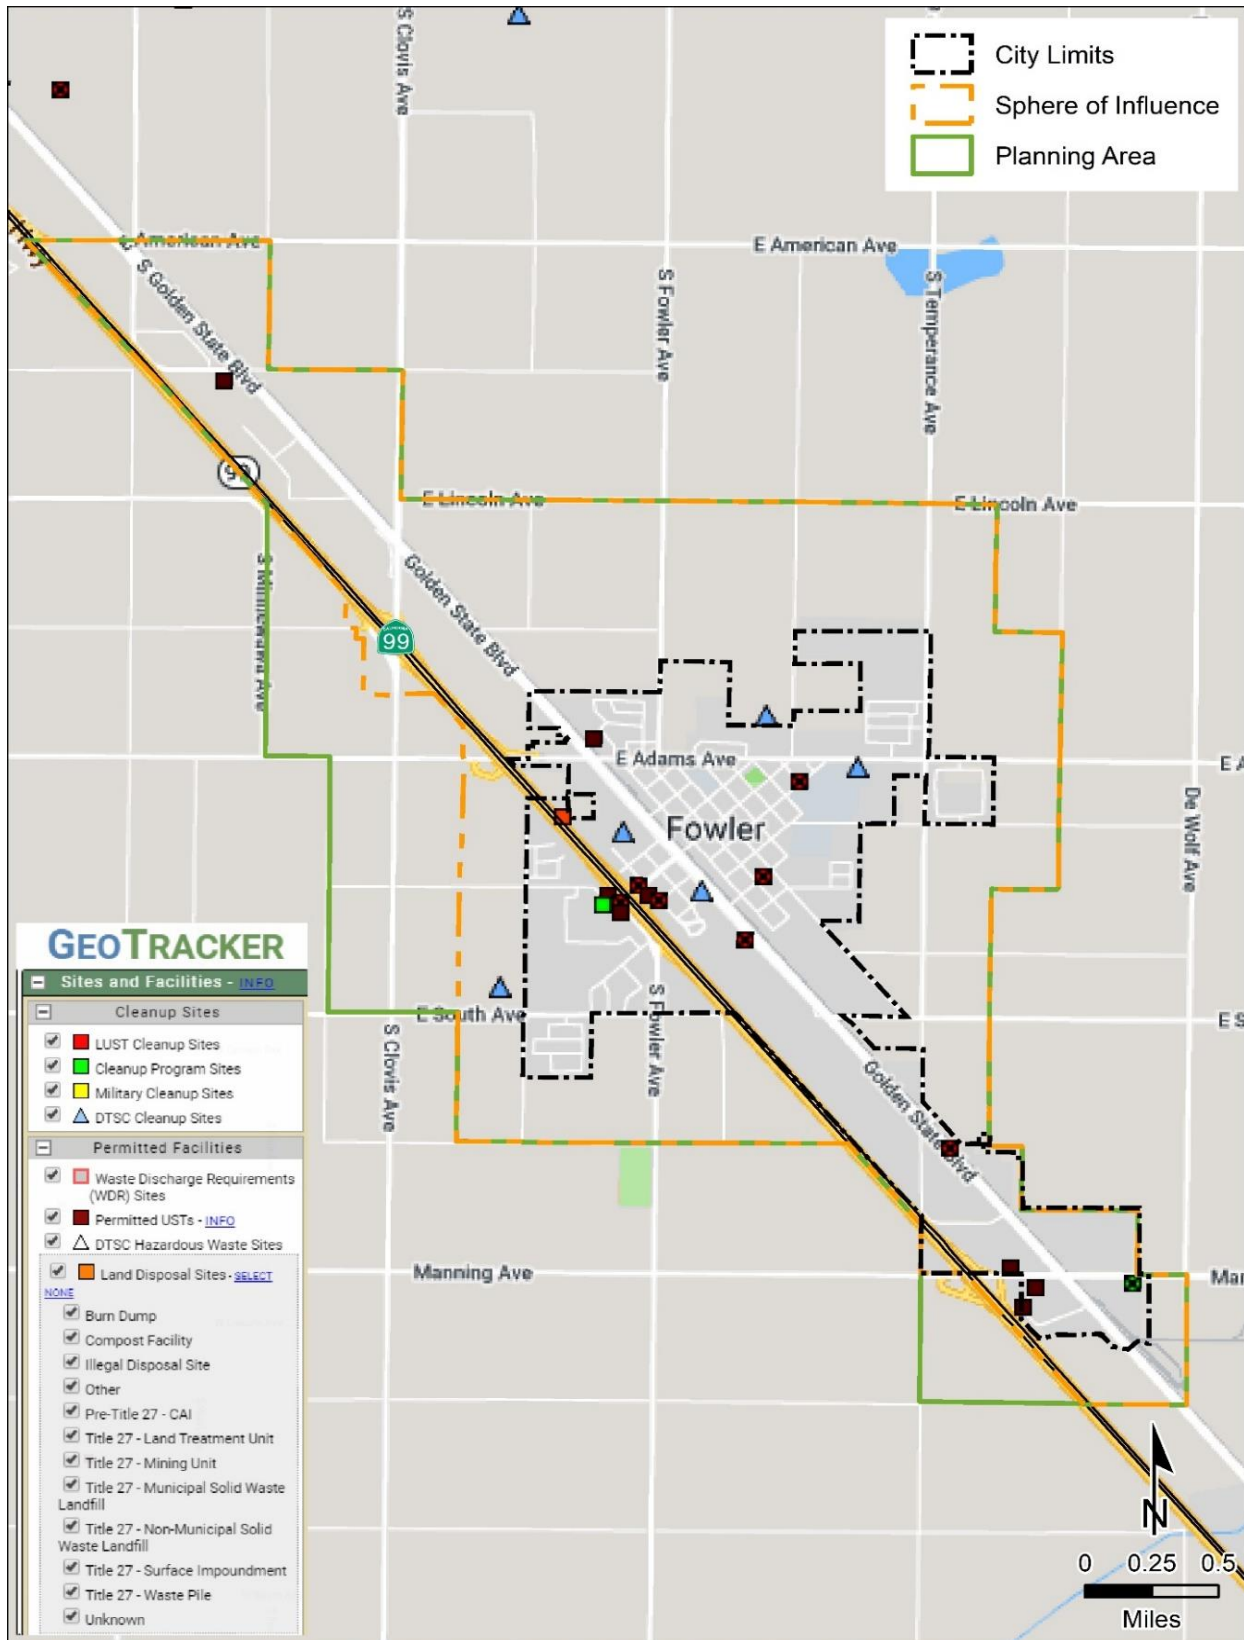 City Limits
Sphere of Influence
Planning Area
S Clovis Ave
E American Ave
E American Ave
S Golden State Blvd
S Fowler Ave
S Temperance Ave
99
E Lincoln Ave
E Lincoln Ave
S Minnewawa Ave
Golden State Blvd
99
E Adams Ave
E A
De Wolf Ave
Fowler
E South Ave
S Fowler Ave
S Clovis Ave
E S
Golden State Blvd
Manning Ave
Mar
N
0 0.25 0.5
Miles
GEOTRACKER
Sites and Facilities - INFO
Cleanup Sites
LUST Cleanup Sites
Cleanup Program Sites
Military Cleanup Sites
DTSC Cleanup Sites
Permitted Facilities
Waste Discharge Requirements
(WDR) Sites
Permitted USTs - INFO
DTSC Hazardous Waste Sites
Land Disposal Sites - SELECT
NONE
Burn Dump
Compost Facility
Illegal Disposal Site
Other
Pre-Title 27 - CAI
Title 27 - Land Treatment Unit
Title 27 - Mining Unit
Title 27 - Municipal Solid Waste
Landfill
Title 27 - Non-Municipal Solid
Waste Landfill
Title 27 - Surface Impoundment
Title 27 - Waste Pile
Unknown